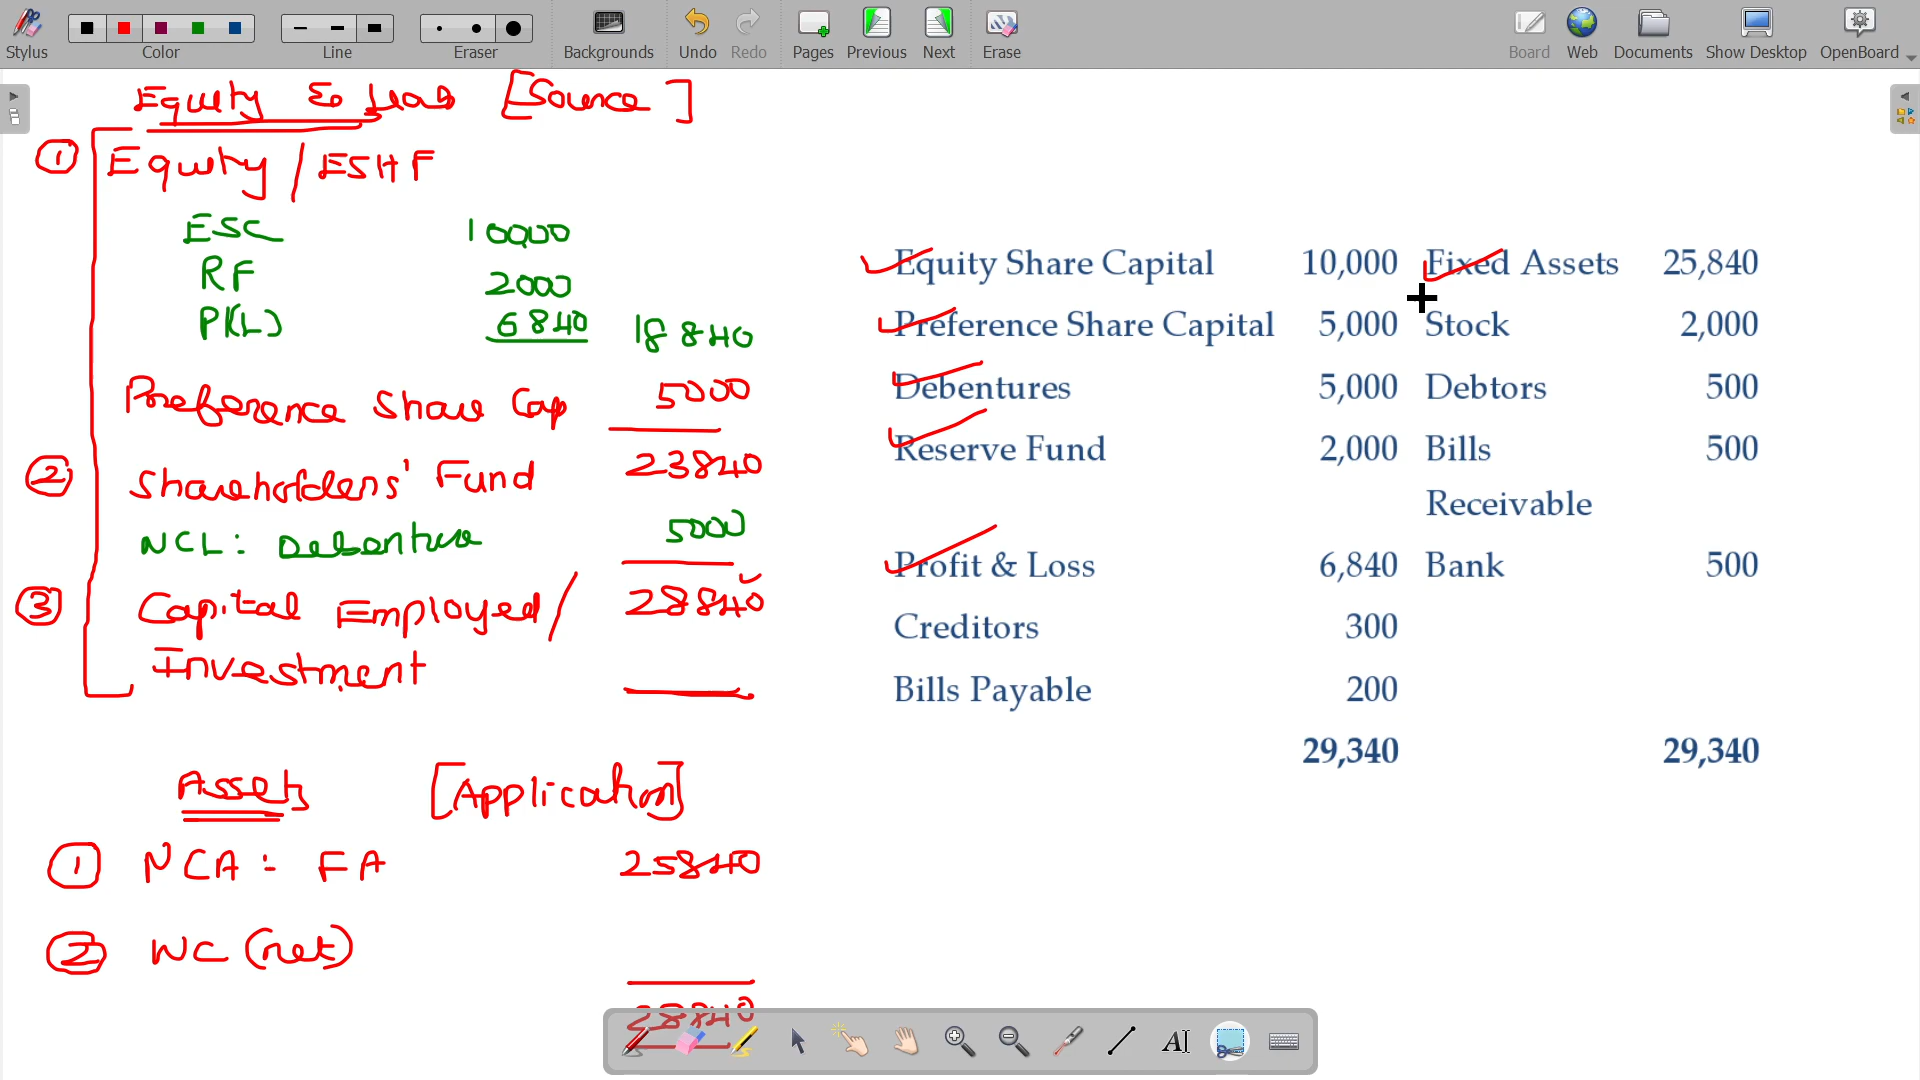 Stylus Color Line Eraser Backgrounds Undo Redo Pages Previous Next Erase Board Web Documents Show Desktop OpenBoard
Equity & [Source]
① Equity / ESHF
ESC 10000
RF 2000
P/(L) 6840 18840
Preference Share Cap 5000
② Shareholders' Fund 23840
NCL: Debenture 5000
③ Capital Employed / 28840
Investment
Assets [Application]
① NCA: FA 25840
② WC (net)
28840
Equity Share Capital 10,000 Fixed Assets 25,840
Preference Share Capital 5,000 Stock 2,000
Debentures 5,000 Debtors 500
Reserve Fund 2,000 Bills 500
Receivable
Profit & Loss 6,840 Bank 500
Creditors 300
Bills Payable 200
29,340 29,340